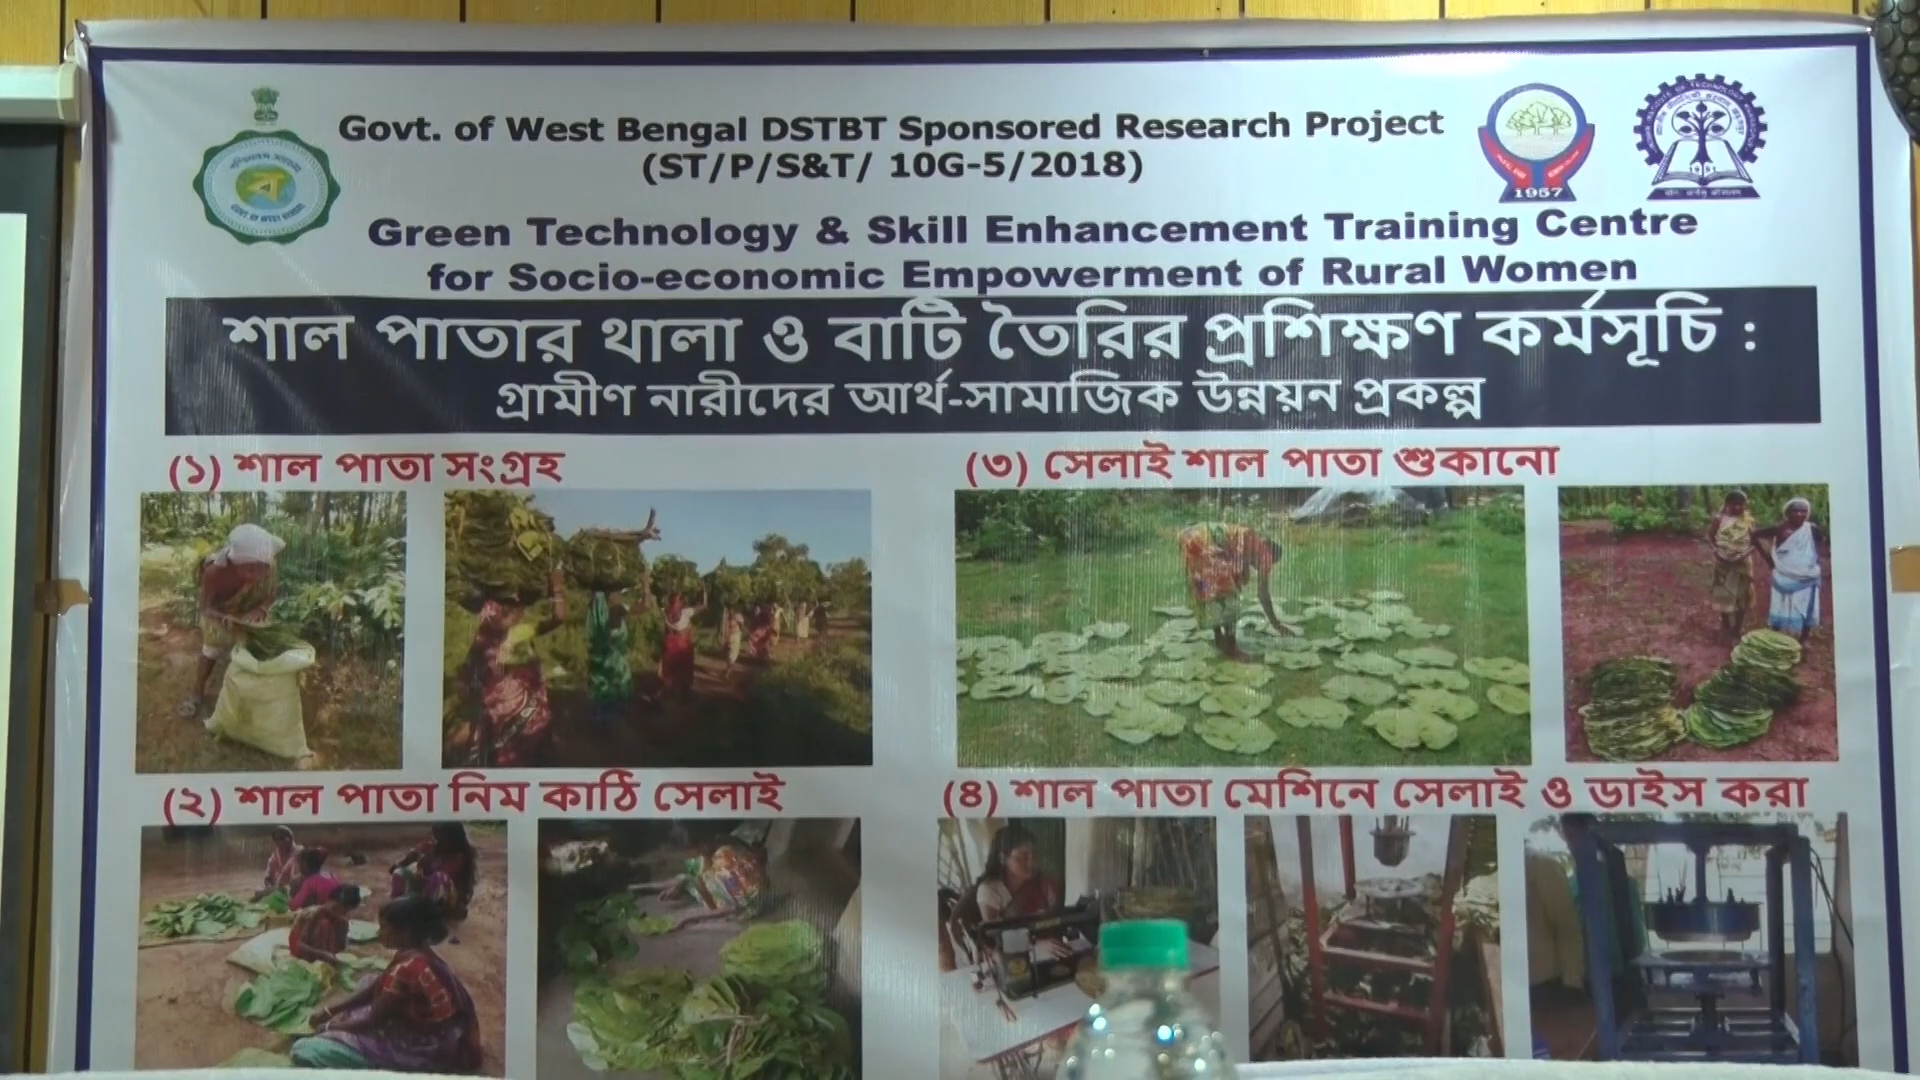 Govt. of West Bengal DSTBT Sponsored Research Project
(ST/P/S&T/ 10G-5/2018)
1957
Green Technology & Skill Enhancement Training Centre
for Socio-economic Empowerment of Rural Women
শাল পাতার থালা ও বাটি তৈরির প্রশিক্ষণ কর্মসূচি :
গ্রামীণ নারীদের আর্থ-সামাজিক উন্নয়ন প্রকল্প
(১) শাল পাতা সংগ্রহ
(৩) সেলাই শাল পাতা শুকানো
(২) শাল পাতা নিম কাঠি সেলাই
(৪) শাল পাতা মেশিনে সেলাই ও ডাইস করা